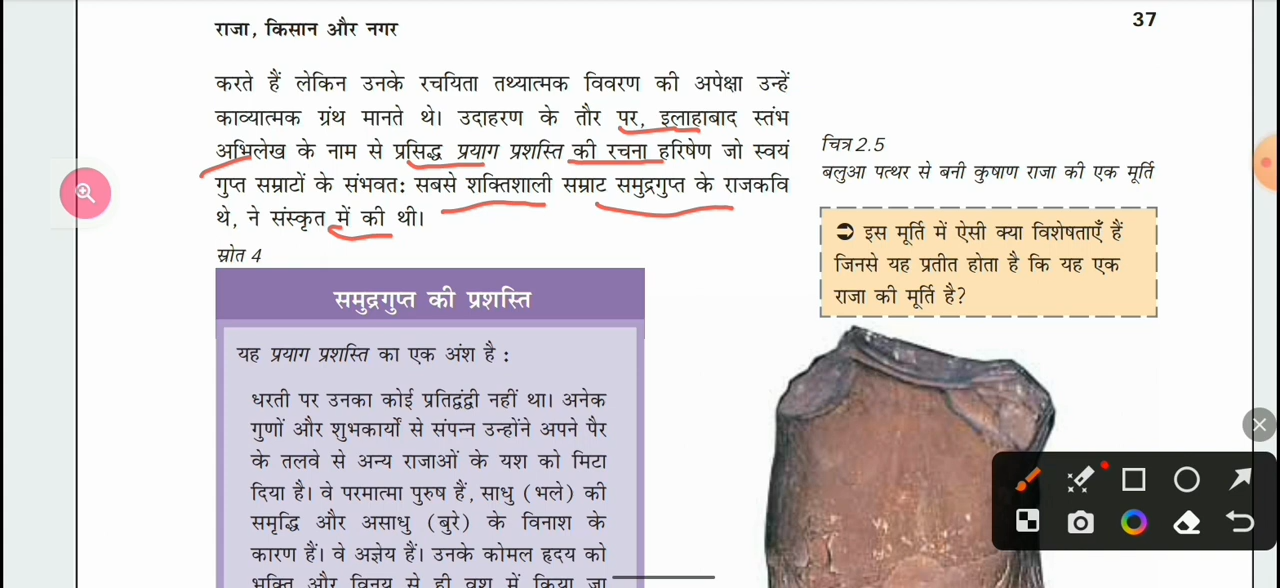 राजा, किसान और नगर
37
करते हैं लेकिन उनके रचयिता तथ्यात्मक विवरण की अपेक्षा उन्हें
काव्यात्मक ग्रंथ मानते थे। उदाहरण के तौर पर, इलाहाबाद स्तंभ
अभिलेख के नाम से प्रसिद्ध प्रयाग प्रशस्ति की रचना हरिषेण जो स्वयं
गुप्त सम्राटों के संभवत: सबसे शक्तिशाली सम्राट समुद्रगुप्त के राजकवि
थे, ने संस्कृत में की थी।
स्रोत 4
समुद्रगुप्त की प्रशस्ति
यह प्रयाग प्रशस्ति का एक अंश है :
धरती पर उनका कोई प्रतिद्वंद्वी नहीं था। अनेक
गुणों और शुभकार्यों से संपन्न उन्होंने अपने पैर
के तलवे से अन्य राजाओं के यश को मिटा
दिया है। वे परमात्मा पुरुष हैं, साधु (भले) की
समृद्धि और असाधु (बुरे) के विनाश के
कारण हैं। वे अज्ञेय हैं। उनके कोमल हृदय को
भक्ति और विनय से ही वश में किया जा
चित्र 2.5
बलुआ पत्थर से बनी कुषाण राजा की एक मूर्ति
➲ इस मूर्ति में ऐसी क्या विशेषताएँ हैं
जिनसे यह प्रतीत होता है कि यह एक
राजा की मूर्ति है?